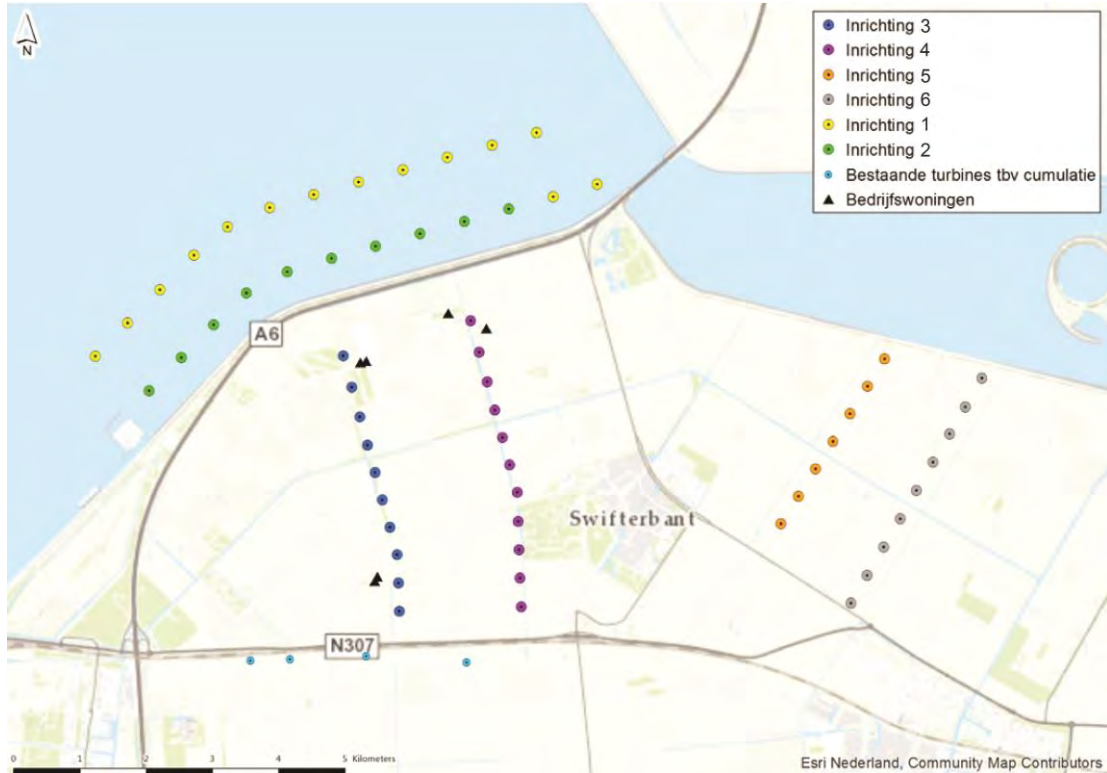 N
Inrichting 3
Inrichting 4
Inrichting 5
Inrichting 6
Inrichting 1
Inrichting 2
Bestaande turbines tbv cumulatie
Bedrijfswoningen
A6
Swifterbant
N307
0 1 2 3 4 5 Kilometers
Esri Nederland, Community Map Contributors